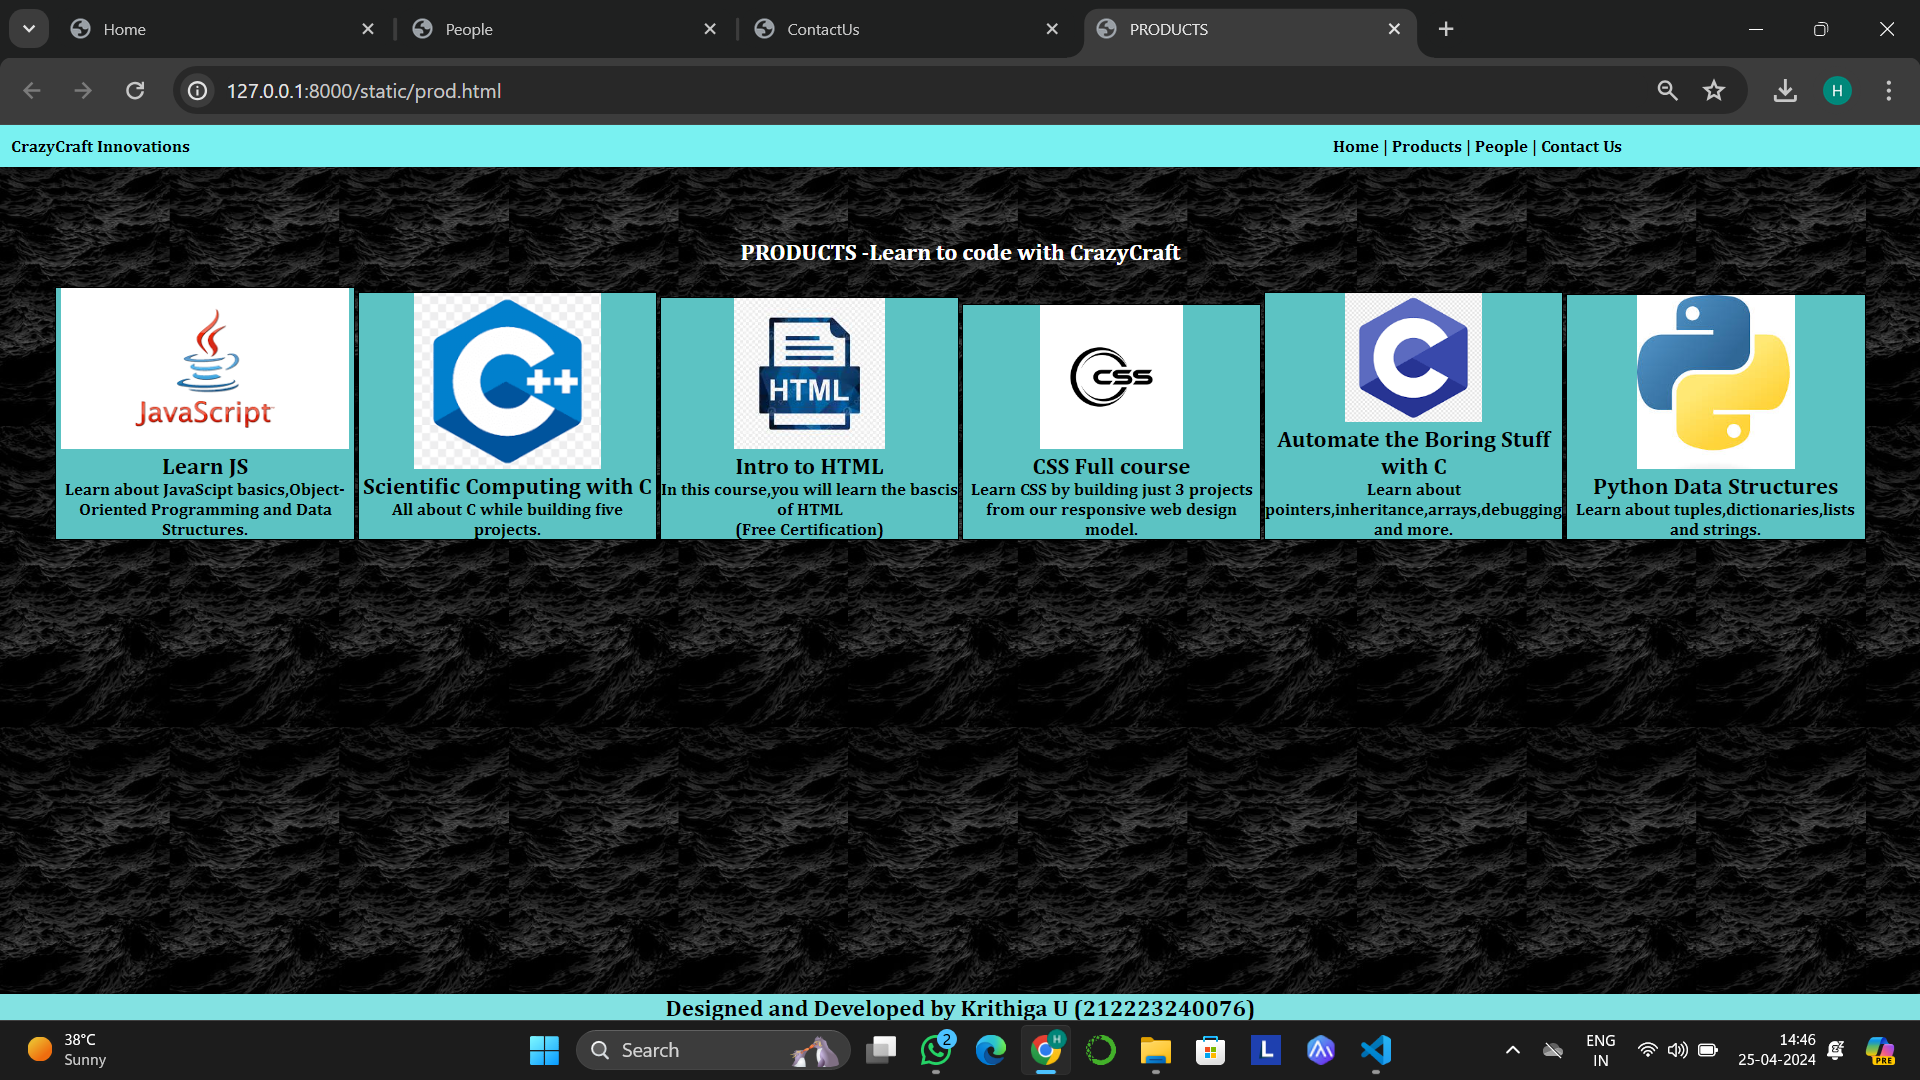 Home
People
ContactUs
PRODUCTS
127.0.0.1:8000/static/prod.html
H
CrazyCraft Innovations
Home | Products | People | Contact Us
PRODUCTS -Learn to code with CrazyCraft
JavaScript
Learn JS
Learn about JavaScipt basics,Object-
Oriented Programming and Data
Structures.
C++
Scientific Computing with C
All about C while building five
projects.
HTML
Intro to HTML
In this course,you will learn the bascis
of HTML
(Free Certification)
CSS
CSS Full course
Learn CSS by building just 3 projects
from our responsive web design
model.
C
Automate the Boring Stuff
with C
Learn about
pointers,inheritance,arrays,debugging
and more.
Python Data Structures
Learn about tuples,dictionaries,lists
and strings.
Designed and Developed by Krithiga U (212223240076)
38°C
Sunny
Search
2
H
L
ENG
IN
14:46
25-04-2024
PRE